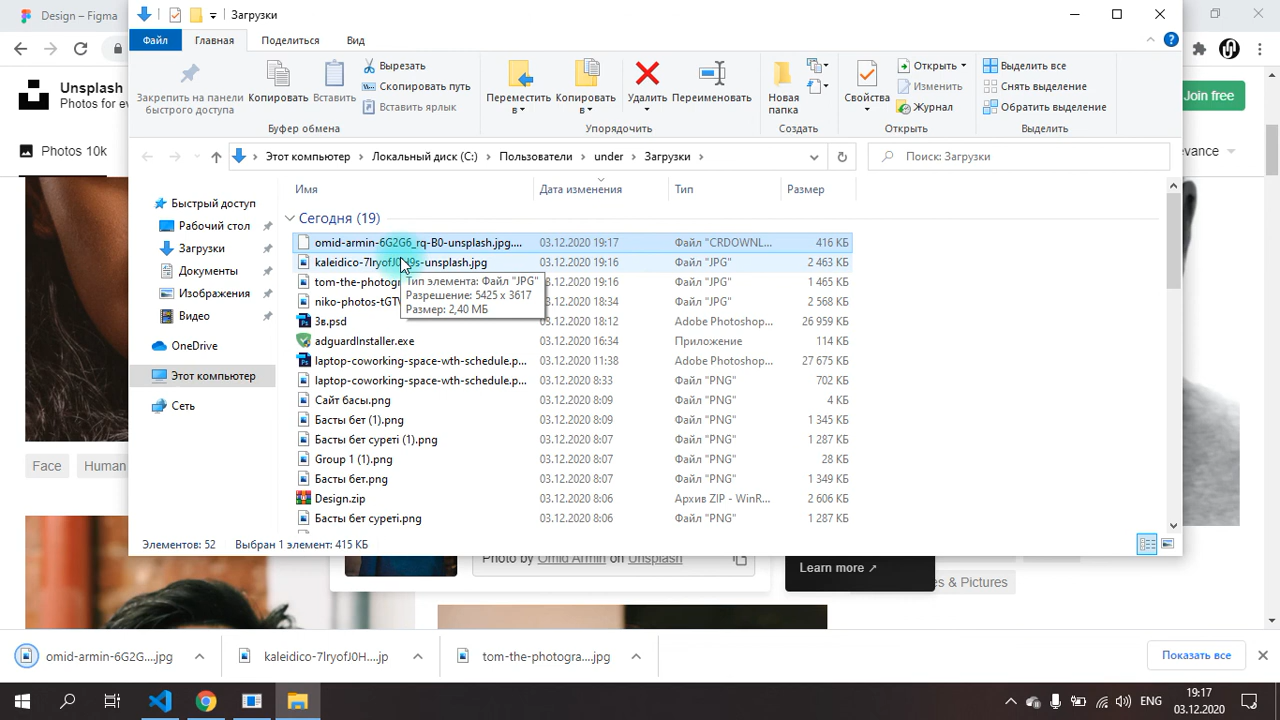 Design – Figma
Загрузки
Файл
Главная
Поделиться
Вид
Закрепить на панели
быстрого доступа
Копировать
Вставить
Вырезать
Скопировать путь
Вставить ярлык
Буфер обмена
Переместить
в
Копировать
в
Удалить
Переименовать
Упорядочить
Новая
папка
Создать
Свойства
Открыть
Изменить
Журнал
Открыть
Выделить все
Снять выделение
Обратить выделение
Выделить
Unsplash
Photos for ev
Join free
Этот компьютер
Локальный диск (C:)
Пользователи
under
Загрузки
Поиск: Загрузки
Photos 10k
evance
Имя
Дата изменения
Тип
Размер
Быстрый доступ
Рабочий стол
Загрузки
Документы
Изображения
Видео
OneDrive
Этот компьютер
Сеть
Сегодня (19)
omid-armin-6G2G6_rq-B0-unsplash.jpg.... 03.12.2020 19:17 Файл "CRDOWNL... 416 КБ
-unsplash.jpg 03.12.2020 19:16 Файл "JPG" 2 463 КБ
tom-the-photogr 03.12.2020 19:16 Файл "JPG" 1 465 КБ
niko-photos-tGTV 03.12.2020 18:34 Файл "JPG" 2 568 КБ
3в.psd 03.12.2020 18:12 Adobe Photoshop... 26 959 КБ
adguardInstaller.exe 03.12.2020 16:34 Приложение 114 КБ
laptop-coworking-space-wth-schedule.p... 03.12.2020 11:38 Adobe Photoshop... 27 675 КБ
laptop-coworking-space-wth-schedule.p... 03.12.2020 8:33 Файл "PNG" 702 КБ
Сайт басы.png 03.12.2020 8:09 Файл "PNG" 4 КБ
Басты бет (1).png 03.12.2020 8:09 Файл "PNG" 1 345 КБ
Басты бет суреті (1).png 03.12.2020 8:07 Файл "PNG" 1 287 КБ
Group 1 (1).png 03.12.2020 8:07 Файл "PNG" 28 КБ
Басты бет.png 03.12.2020 8:07 Файл "PNG" 1 349 КБ
Design.zip 03.12.2020 8:06 Архив ZIP - WinR... 2 606 КБ
Басты бет суреті.png 03.12.2020 8:06 Файл "PNG" 1 287 КБ
Тип элемента: Файл "JPG"
Разрешение: 5425 x 3617
Размер: 2,40 МБ
Face
Human
Элементов: 52
Выбран 1 элемент: 415 КБ
Photo by Omid Armin on Unsplash
Learn more ↗
es & Pictures
omid-armin-6G2G....jpg
tom-the-photogra....jpg
Показать все
ENG
19:17
03.12.2020